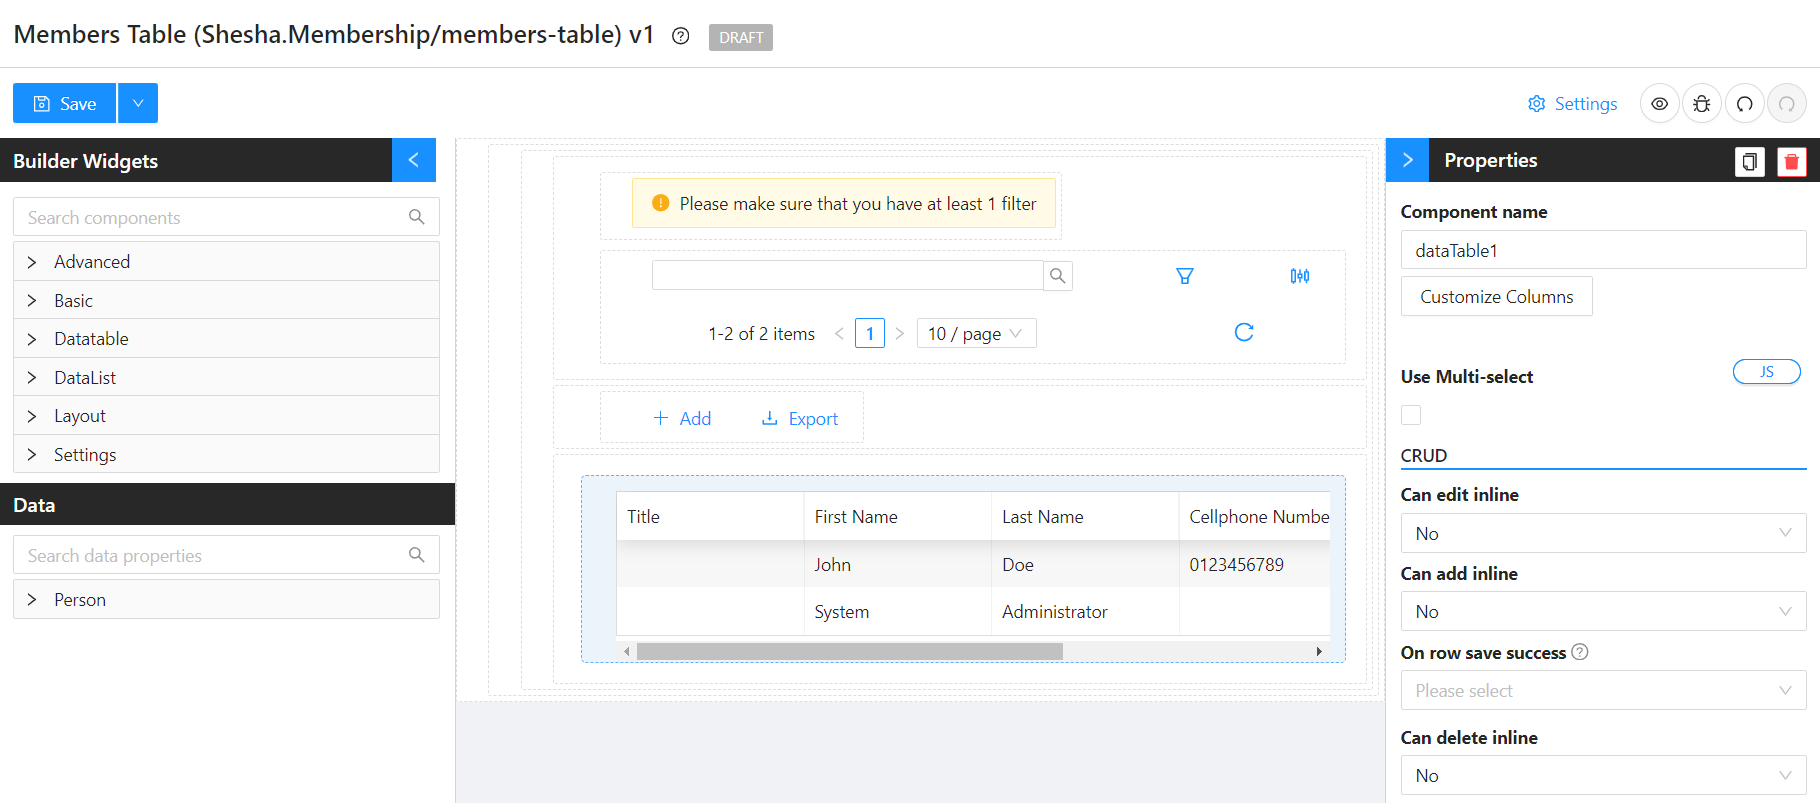 Members Table (Shesha.Membership/members-table) v1
DRAFT
Save
Settings
Builder Widgets
Search components
Advanced
Basic
Datatable
DataList
Layout
Settings
Data
Search data properties
Person
Please make sure that you have at least 1 filter
1-2 of 2 items < 1 > 10 / page
+ Add Export
Title First Name Last Name Cellphone Numbe
John Doe 0123456789
System Administrator
Properties
Component name
dataTable1
Customize Columns
Use Multi-select JS
CRUD
Can edit inline
No
Can add inline
No
On row save success
Please select
Can delete inline
No